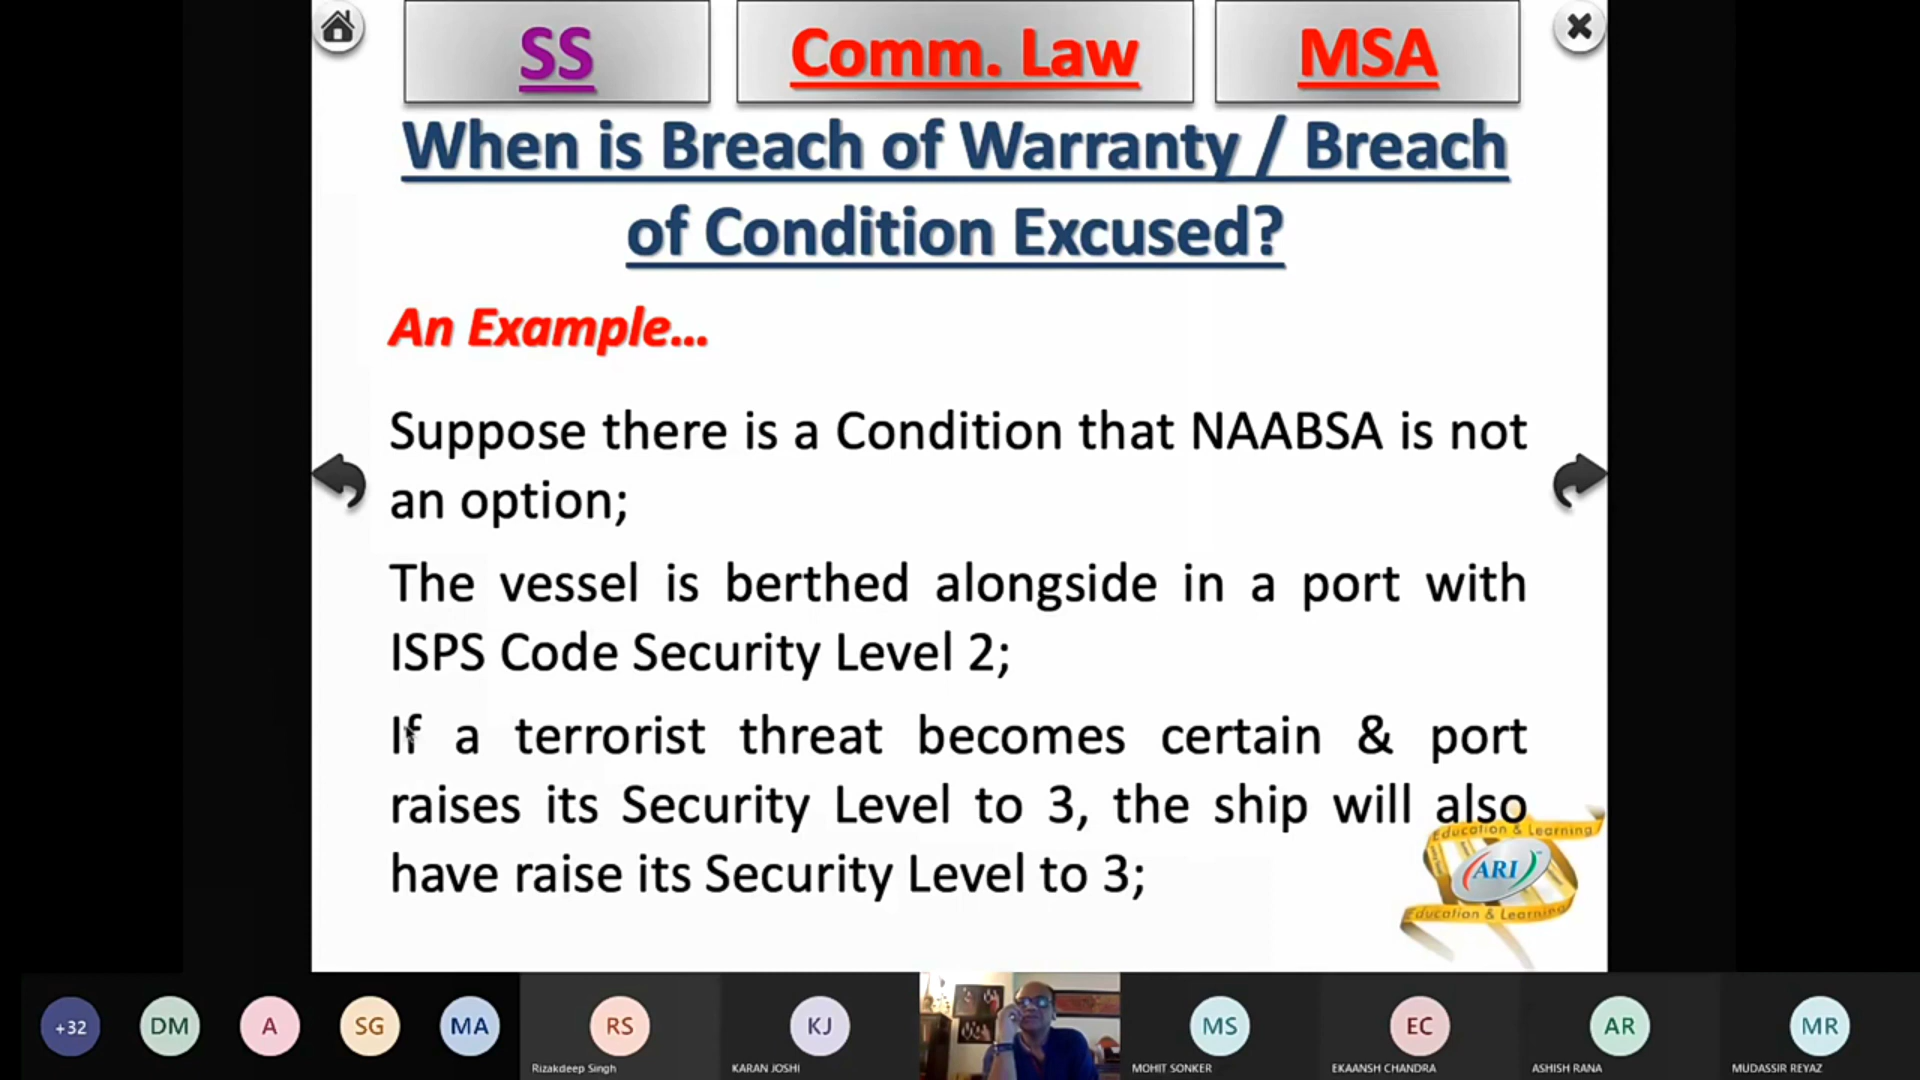 SS
Comm. Law
MSA
When is Breach of Warranty / Breach
of Condition Excused?
An Example...
Suppose there is a Condition that NAABSA is not
an option;
The vessel is berthed alongside in a port with
ISPS Code Security Level 2;
If a terrorist threat becomes certain & port
raises its Security Level to 3, the ship will also
have raise its Security Level to 3;
Education & Learning
ARI
Education & Learning
+32
DM
A
SG
MA
RS
KJ
MS
EC
AR
MR
Rizakdeep Singh
KARAN JOSHI
MOHIT SONKER
EKAANSH CHANDRA
ASHISH RANA
MUDASSIR REYAZ